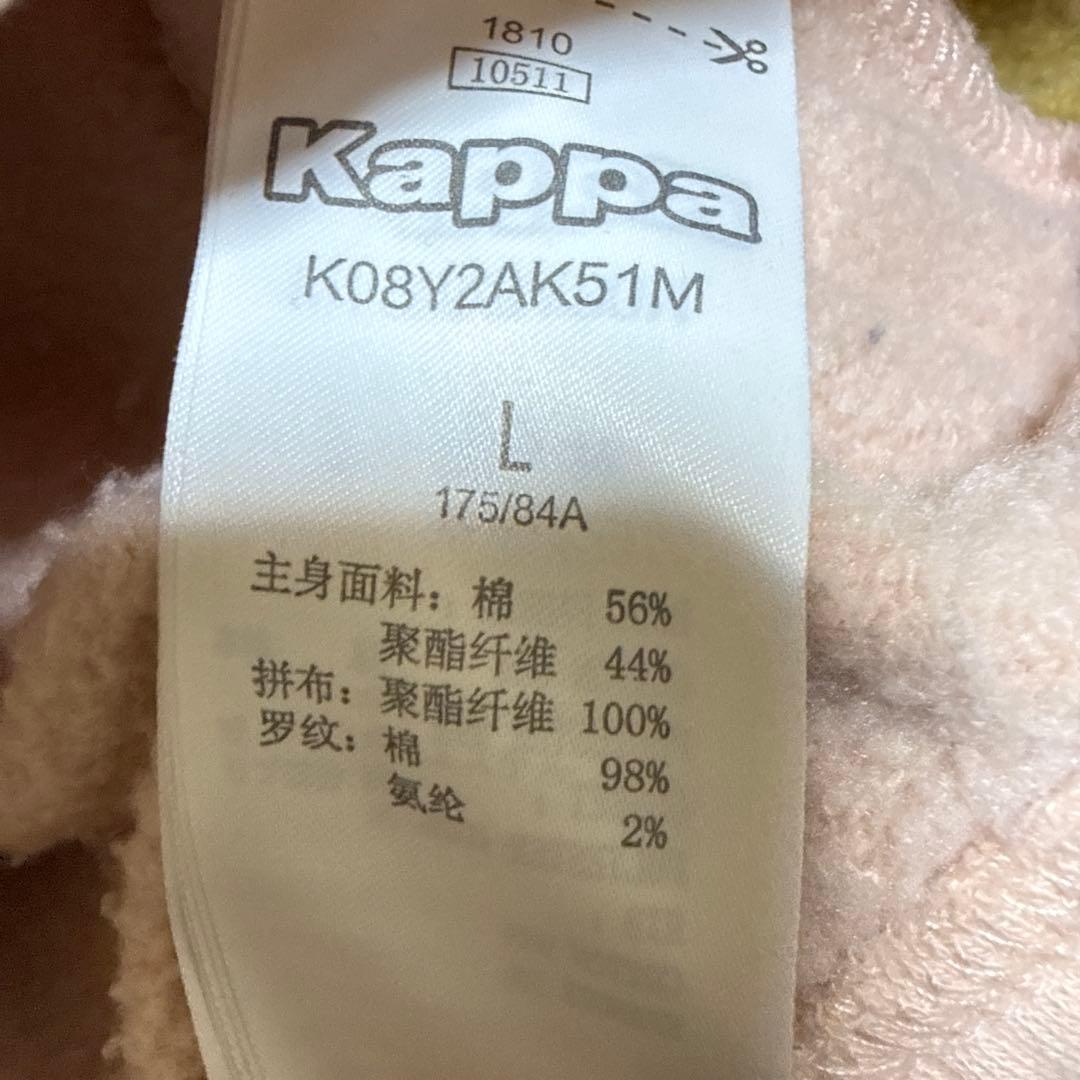 1810
10511
Kappa
K08Y2AK51M
L
175/84A
主身面料：棉 56%
聚酯纤维 44%
拼布：聚酯纤维 100%
罗纹：棉 98%
氨纶 2%